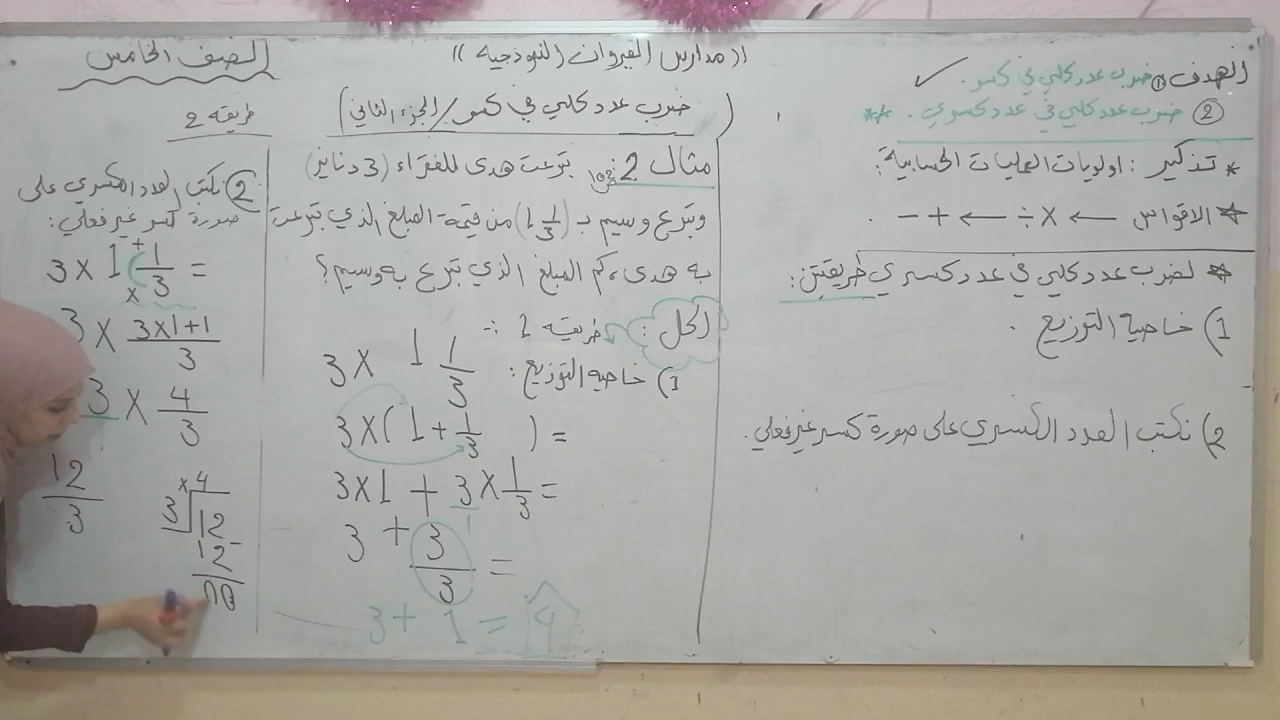 (( مدارس القيروان النموذجية ))
الصف الخامس
الهدف: ① ضرب عدد كلي في كسر. ✓
② ضرب عدد كلي في عدد كسري. **
* تذكير: اولويات العمليات الحسابية:
* الاقواس ← × ÷ ← + −
* لضرب عدد كلي في عدد كسري طريقتين:
1) خاصية التوزيع.
2) نكتب العدد الكسري على صورة كسر غير فعلي.
(ضرب عدد كلي في كسر / الجزء الثاني)
مثال 2 تبرعت هدى للفقراء (3 دنانير)
وتبرع وسيم بـ (1 1/3) من قيمة المبلغ الذي تبرعت
به هدى، كم المبلغ الذي تبرع به وسيم؟
الحل: طريقة 1 :-
1) خاصية التوزيع:
3 × 1 1/3
3 × (1 + 1/3) =
3×1 + 3 × 1/3 =
3 + 3/3 =
3 + 1 = 4
طريقة 2
2) نكتب العدد الكسري على
صورة كسر غير فعلي:
3 × 1 1/3 =
+
×
3 × 3×1+1/3
3 × 4/3
1
12/3
×4
3 12
12 −
00